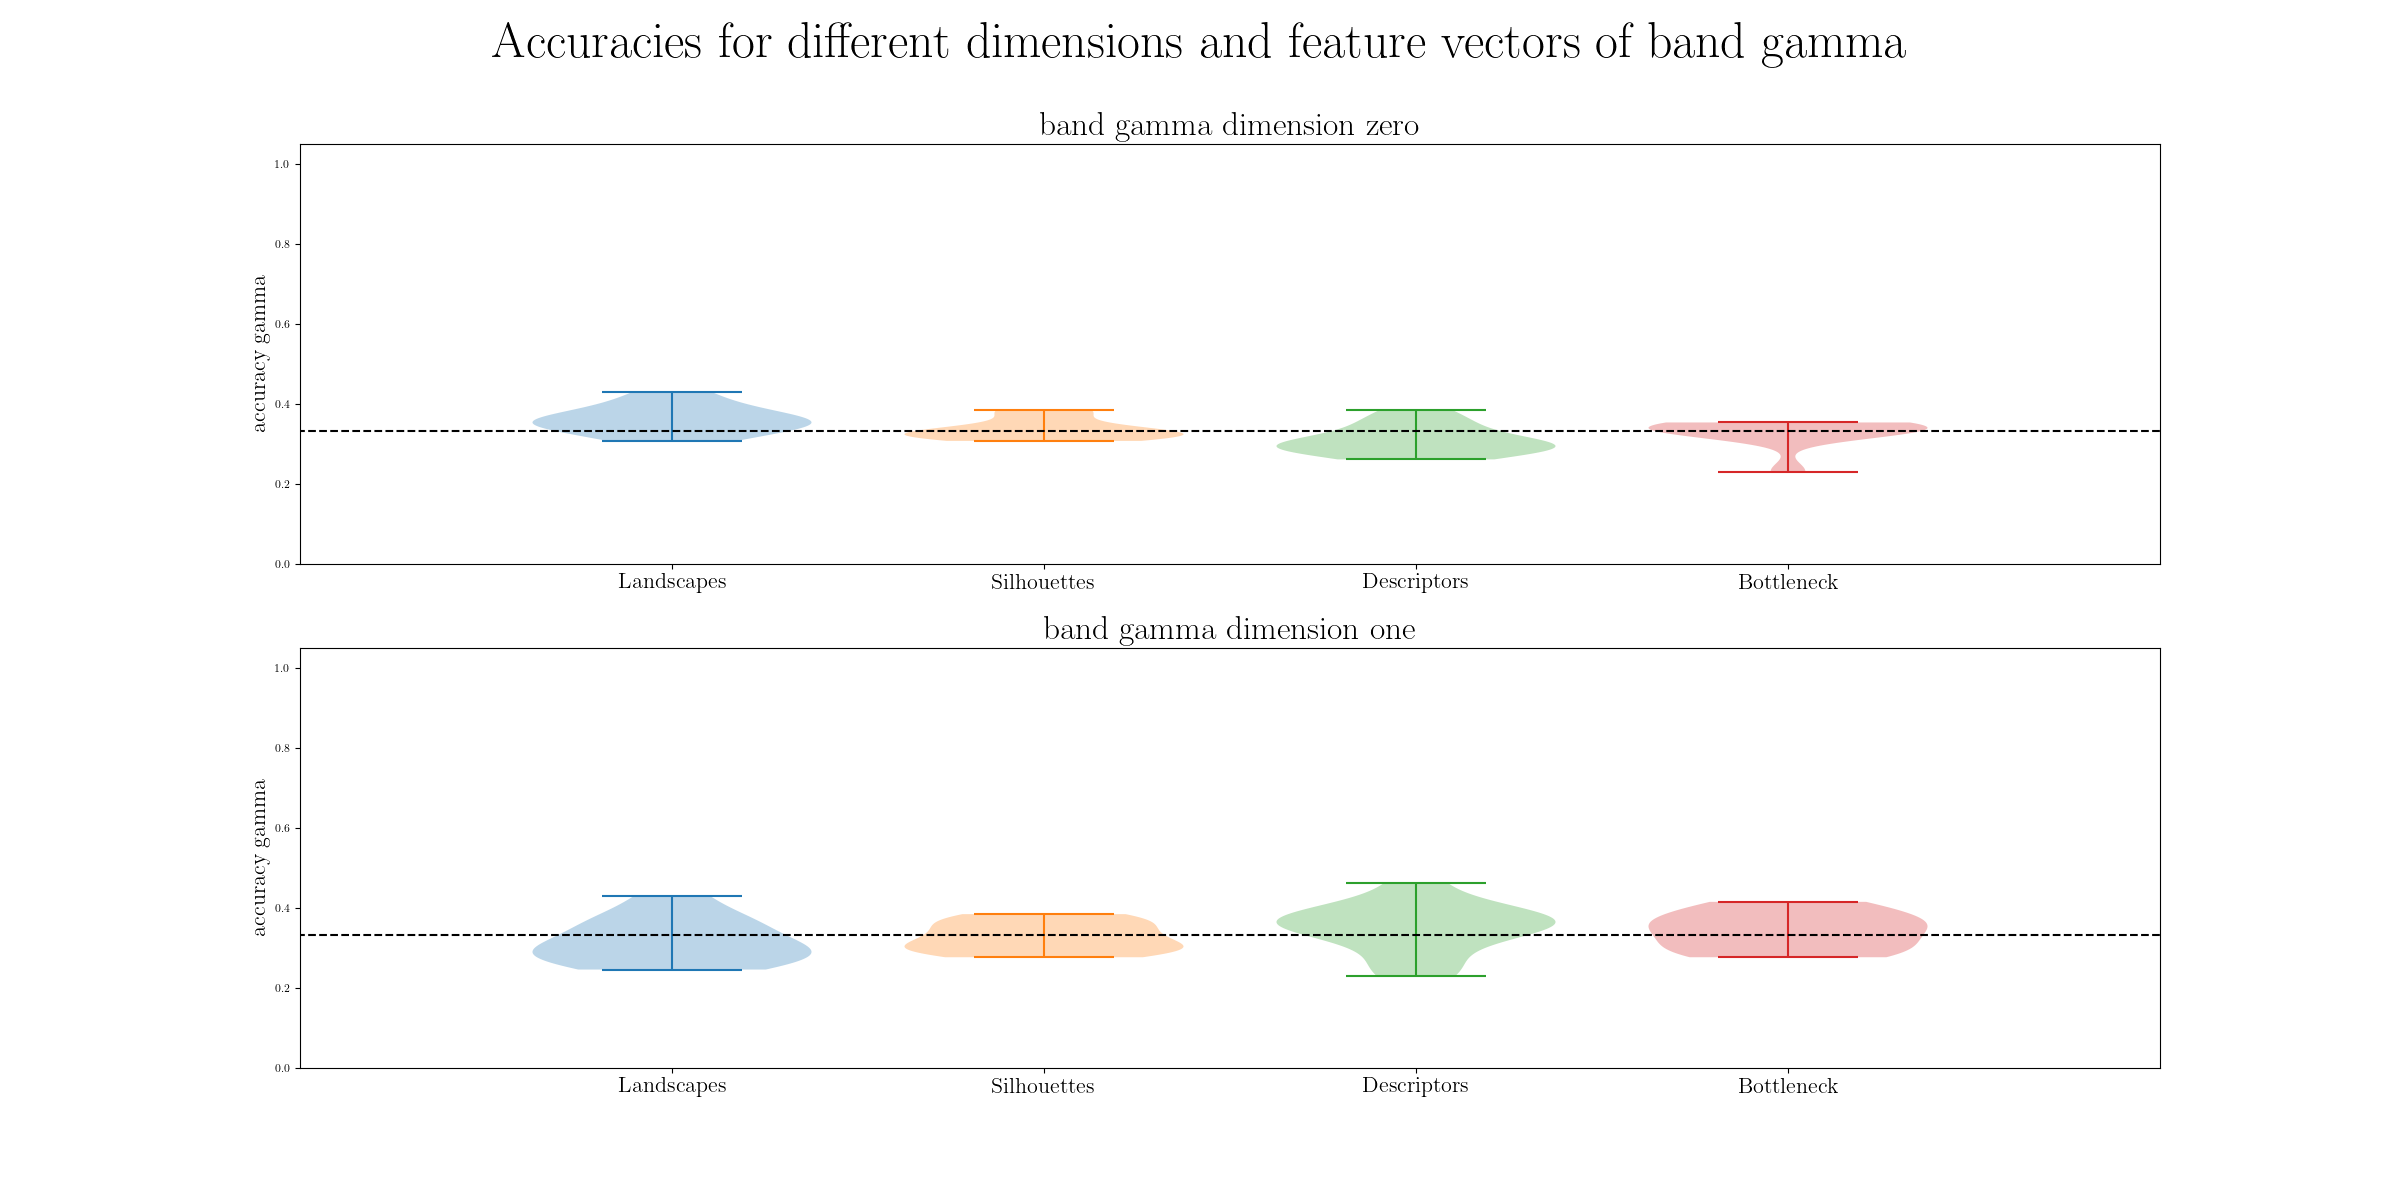 Accuracies for different dimensions and feature vectors of band gamma
band gamma dimension zero
1.0
0.8
0.6
0.4
0.2
0.0
accuracy gamma
Landscapes Silhouettes Descriptors Bottleneck
band gamma dimension one
1.0
0.8
0.6
0.4
0.2
0.0
accuracy gamma
Landscapes Silhouettes Descriptors Bottleneck